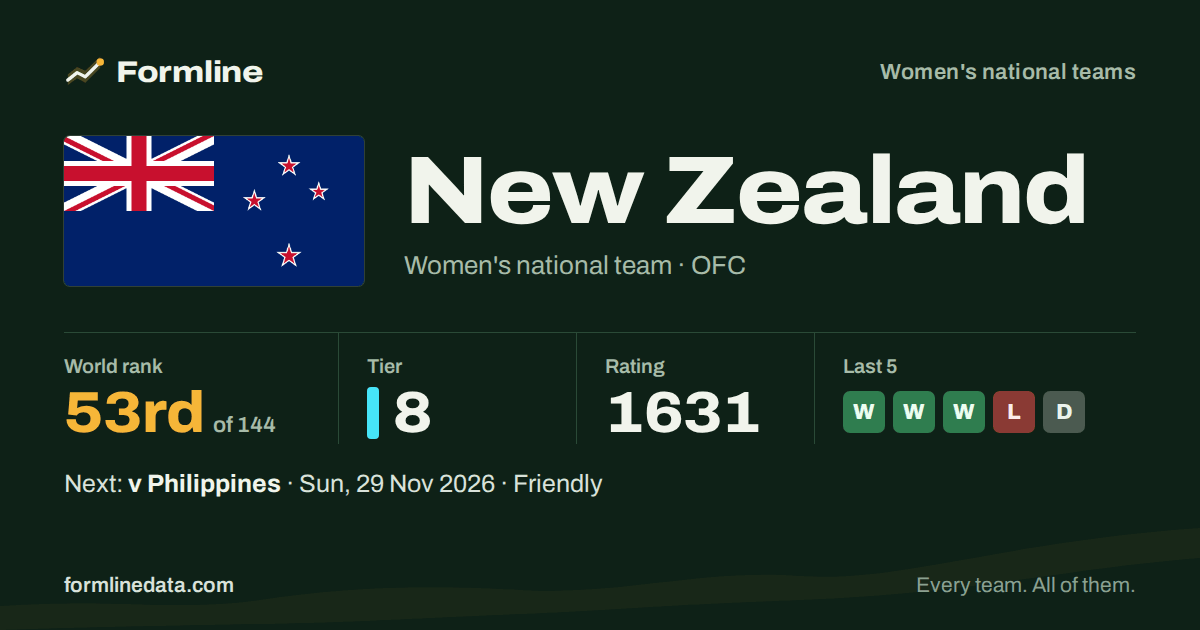 Formline
Women's national teams
New Zealand
Women's national team · OFC
World rank
53rd of 144
Tier
8
Rating
1631
Last 5
W W W L D
Next: v Philippines · Sun, 29 Nov 2026 · Friendly
formlinedata.com
Every team. All of them.